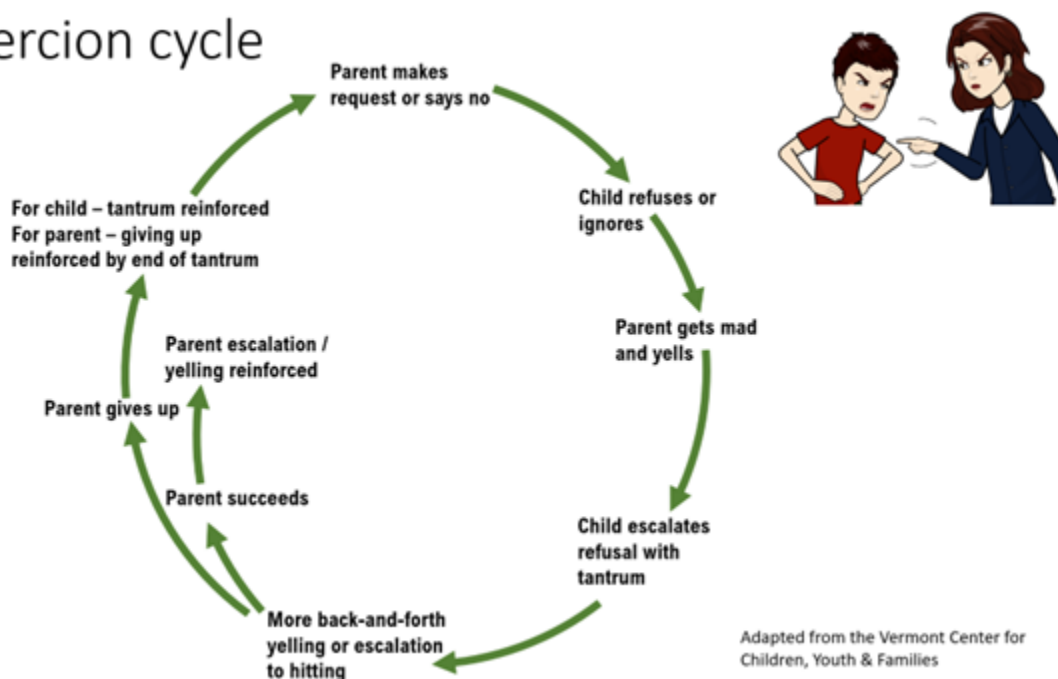 ercion cycle
Parent makes
request or says no
Child refuses or
ignores
Parent gets mad
and yells
Child escalates
refusal with
tantrum
More back-and-forth
yelling or escalation
to hitting
Parent succeeds
Parent escalation /
yelling reinforced
Parent gives up
For child – tantrum reinforced
For parent – giving up
reinforced by end of tantrum
Adapted from the Vermont Center for
Children, Youth & Families